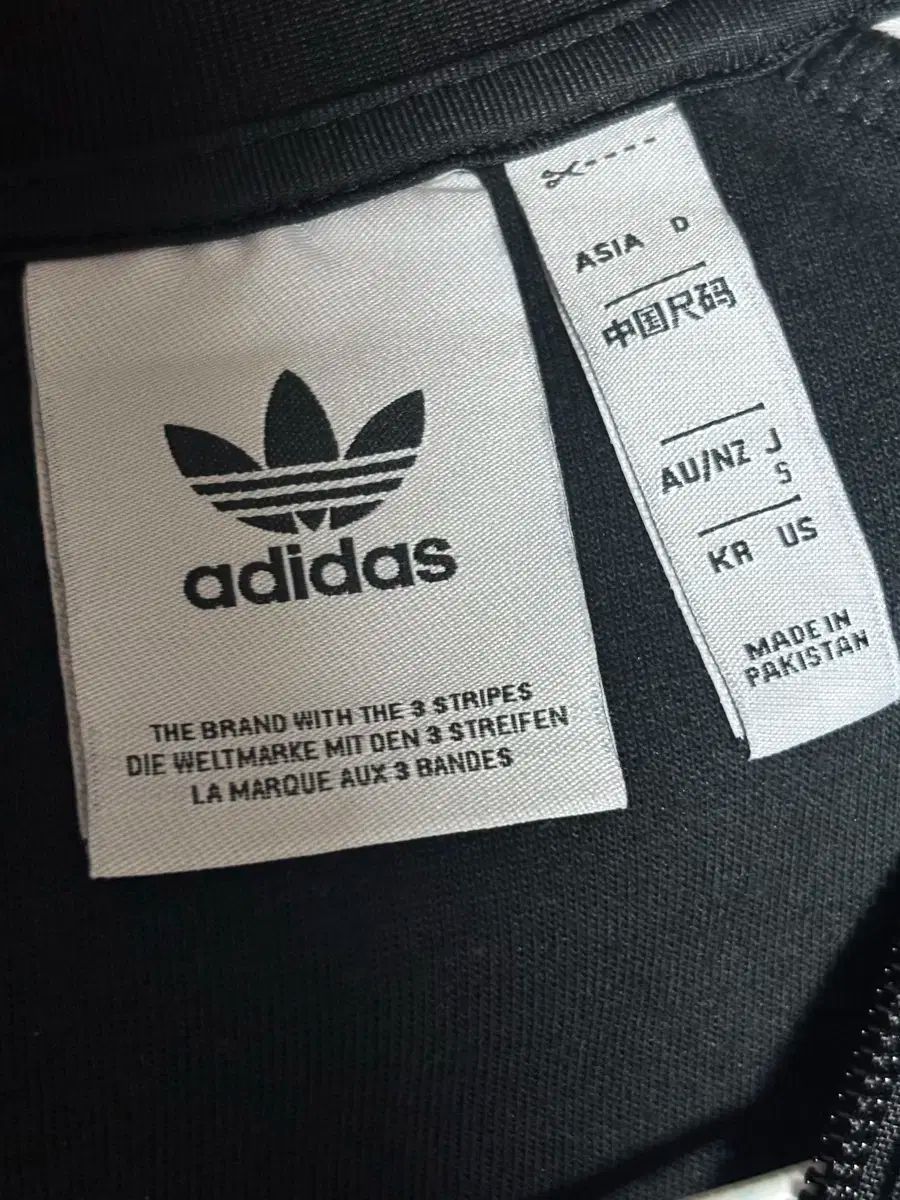 adidas
THE BRAND WITH THE 3 STRIPES
DIE WELTMARKE MIT DEN 3 STREIFEN
LA MARQUE AUX 3 BANDES
ASIA D
中国尺码
AU/NZ J
S
KR US
MADE IN
PAKISTAN